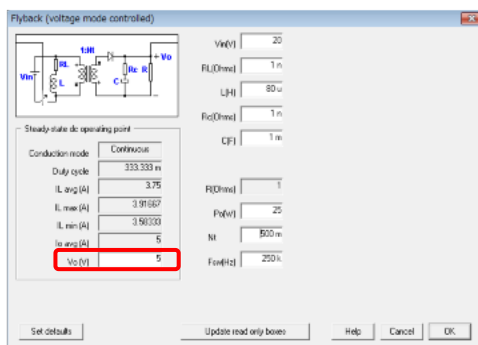 Flyback (voltage mode controlled)
1:Nt
Vo
RL
Rc R
Vin
L
C
Steady-state dc operating point
Conduction mode Continuous
Duty cycle 333.333 m
IL avg (A) 3.75
IL max (A) 3.91667
IL min (A) 3.58333
Io avg (A) 5
Vo (V) 5
Vin(V) 20
RL(Ohms) 1 n
L(H) 80 u
Rc(Ohms) 1 n
C(F) 1 m
R(Ohms) 1
Po(w) 25
Nt 500 m
Fsw(Hz) 250 k
Set defaults
Update read only boxes
Help
Cancel
OK